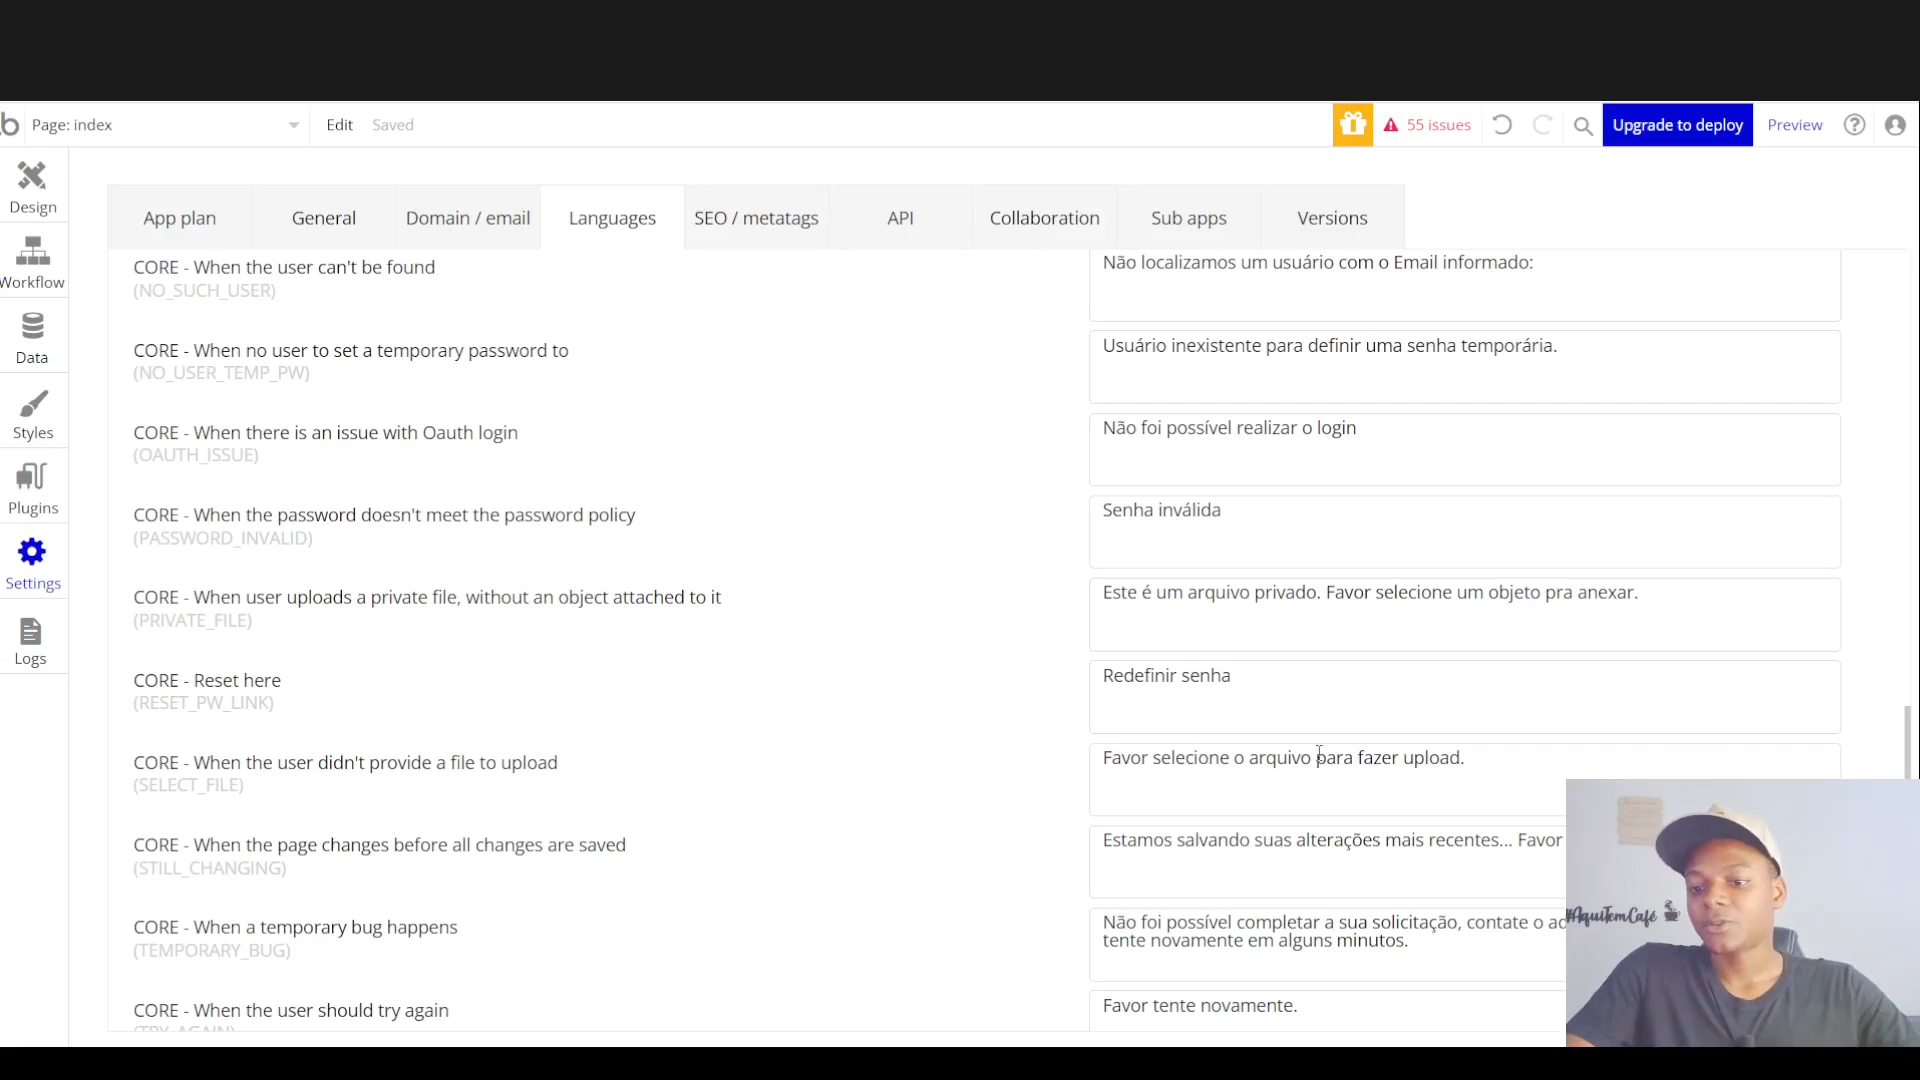 Page: index
Edit
Saved
55 issues
Upgrade to deploy
Preview
Design
Workflow
Data
Styles
Plugins
Settings
Logs
App plan
General
Domain / email
Languages
SEO / metatags
API
Collaboration
Sub apps
Versions
CORE - When the user can't be found
(NO_SUCH_USER)
Não localizamos um usuário com o Email informado:
CORE - When no user to set a temporary password to
(NO_USER_TEMP_PW)
Usuário inexistente para definir uma senha temporária.
CORE - When there is an issue with Oauth login
(OAUTH_ISSUE)
Não foi possível realizar o login
CORE - When the password doesn't meet the password policy
(PASSWORD_INVALID)
Senha inválida
CORE - When user uploads a private file, without an object attached to it
(PRIVATE_FILE)
Este é um arquivo privado. Favor selecione um objeto pra anexar.
CORE - Reset here
(RESET_PW_LINK)
Redefinir senha
CORE - When the user didn't provide a file to upload
(SELECT_FILE)
Favor selecione o arquivo para fazer upload.
CORE - When the page changes before all changes are saved
(STILL_CHANGING)
Estamos salvando suas alterações mais recentes... Favor
CORE - When a temporary bug happens
(TEMPORARY_BUG)
Não foi possível completar a sua solicitação, contate o ad
tente novamente em alguns minutos.
CORE - When the user should try again
(TRY_AGAIN)
Favor tente novamente.
#AquiTemCafé